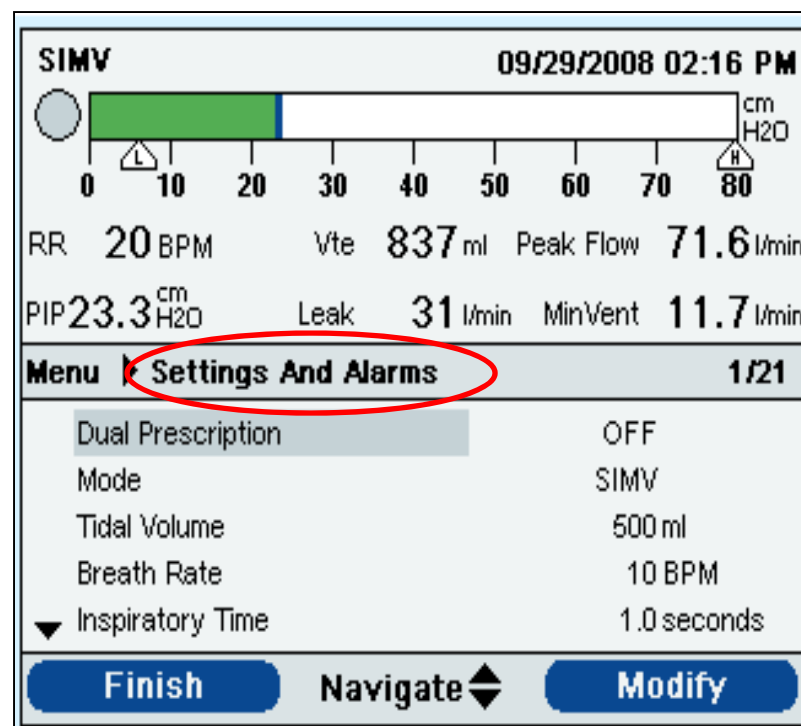 SIMV 09/29/2008 02:16 PM
cm
H2O
L H
0 10 20 30 40 50 60 70 80
RR 20 BPM Vte 837 ml Peak Flow 71.6 l/min
PIP 23.3 cm H2O Leak 31 l/min MinVent 11.7 l/min
Menu Settings And Alarms 1/21
Dual Prescription OFF
Mode SIMV
Tidal Volume 500 ml
Breath Rate 10 BPM
Inspiratory Time 1.0 seconds
Finish Navigate Modify